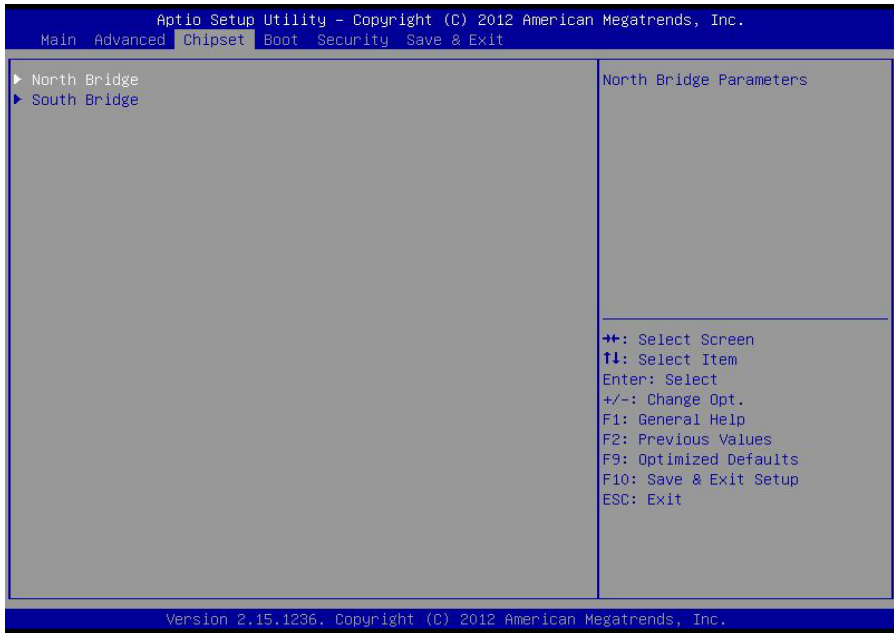 Aptio Setup Utility – Copyright (C) 2012 American Megatrends, Inc.
Main Advanced Chipset Boot Security Save & Exit
▶ North Bridge
▶ South Bridge
North Bridge Parameters
→←: Select Screen
↑↓: Select Item
Enter: Select
+/-: Change Opt.
F1: General Help
F2: Previous Values
F9: Optimized Defaults
F10: Save & Exit Setup
ESC: Exit
Version 2.15.1236. Copyright (C) 2012 American Megatrends, Inc.